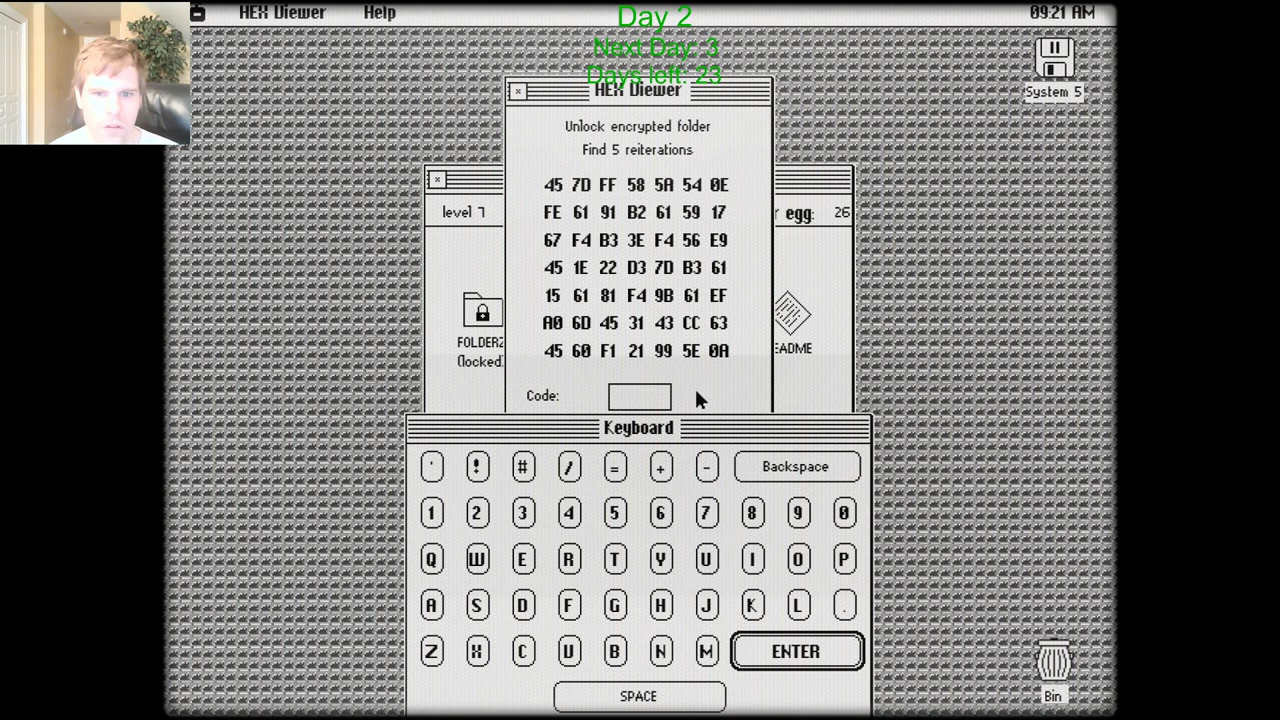 HEX Viewer Help 09:21 AM
Day 2
Next Day: 3
Days left: 23
HEX Viewer
System 5
Unlock encrypted folder
Find 5 reiterations
45 7D FF 58 5A 54 0E
FE 61 91 B2 61 59 17
67 F4 B3 3E F4 56 E9
45 1E 22 D3 7D B3 61
15 61 81 F4 9B 61 EF
A0 6D 45 31 43 CC 63
45 60 F1 21 99 5E 0A
level 7
r egg: 26
FOLDER2
(locked)
EADME
Code:
Keyboard
' ! # / = + - Backspace
1 2 3 4 5 6 7 8 9 0
Q W E R T Y U I O P
A S D F G H J K L .
Z X C V B N M ENTER
SPACE
Bin